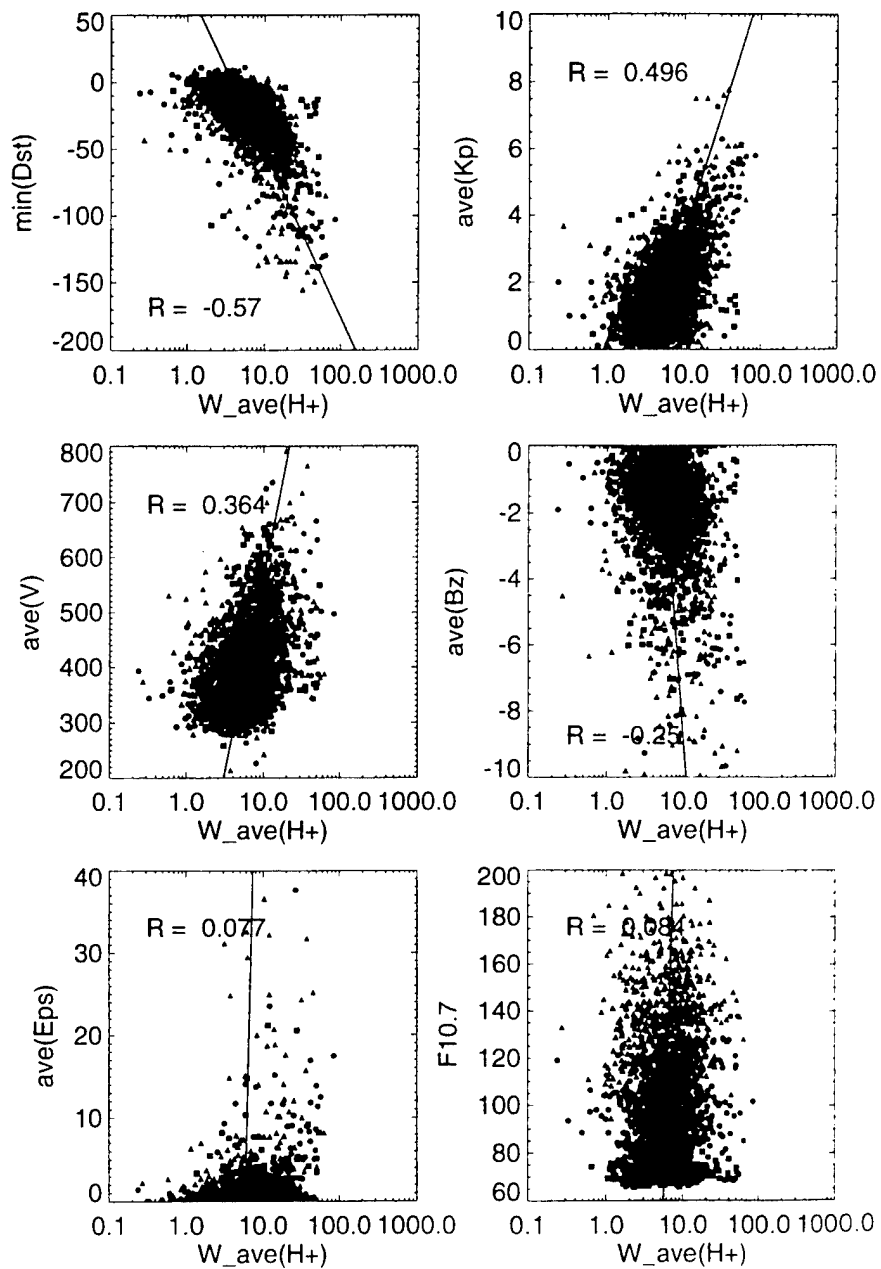 50
0
-50
-100
-150
-200
min(Dst)
R = -0.57
0.1 1.0 10.0 100.0 1000.0
W_ave(H+)
10
8
6
4
2
0
ave(Kp)
R = 0.496
0.1 1.0 10.0 100.0 1000.0
W_ave(H+)
800
700
600
500
400
300
200
ave(V)
R = 0.364
0.1 1.0 10.0 100.0 1000.0
W_ave(H+)
0
-2
-4
-6
-8
-10
ave(Bz)
R = -0.25
0.1 1.0 10.0 100.0 1000.0
W_ave(H+)
40
30
20
10
0
ave(Eps)
R = 0.077
0.1 1.0 10.0 100.0 1000.0
W_ave(H+)
200
180
160
140
120
100
80
60
F10.7
R = 0.084
0.1 1.0 10.0 100.0 1000.0
W_ave(H+)